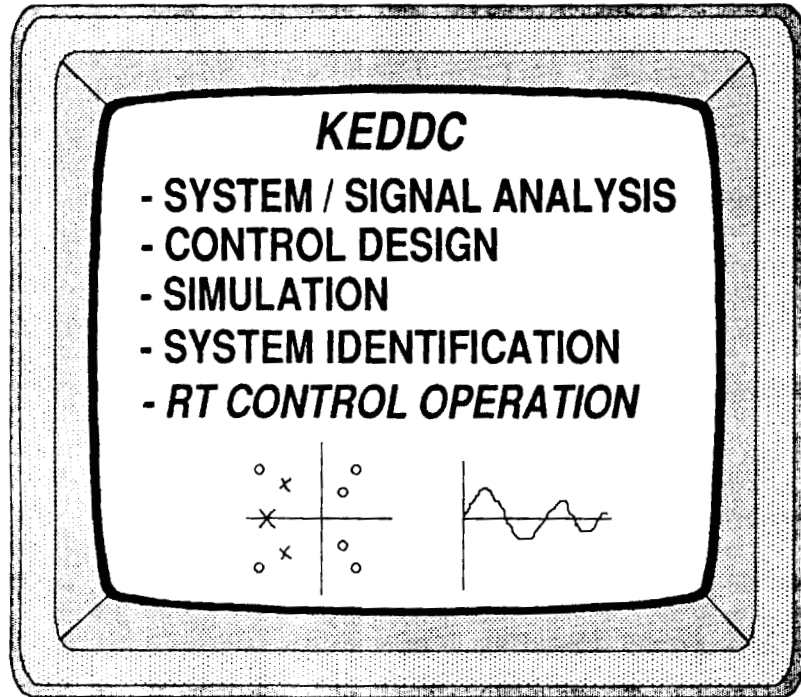 KEDDC
- SYSTEM / SIGNAL ANALYSIS
- CONTROL DESIGN
- SIMULATION
- SYSTEM IDENTIFICATION
- RT CONTROL OPERATION